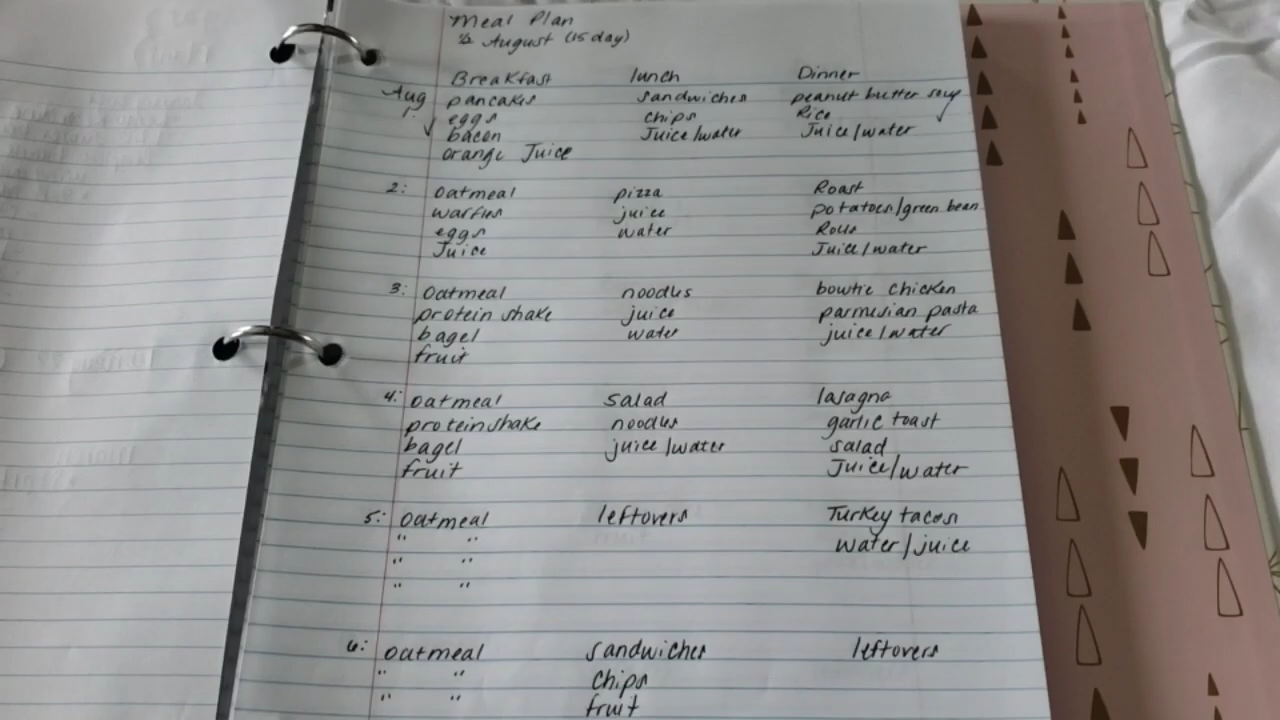 Meal Plan
½ August (15 day)
Breakfast lunch Dinner
Aug pancakes sandwiches peanut butter soup
1: eggs chips Rice
bacon Juice/water Juice/water
orange Juice
2: Oatmeal pizza Roast
waffles juice potatoes/green bean
eggs water Rolls
Juice Juice/water
3: Oatmeal noodles bowtie chicken
protein shake juice parmesian pasta
bagel water juice/water
fruit
4: Oatmeal salad lasagna
protein shake noodles garlic toast
bagel juice/water salad
fruit Juice/water
5: Oatmeal leftovers Turkey tacos
" " water/juice
" "
" "
6: Oatmeal sandwiches leftovers
" " chips
" " fruit